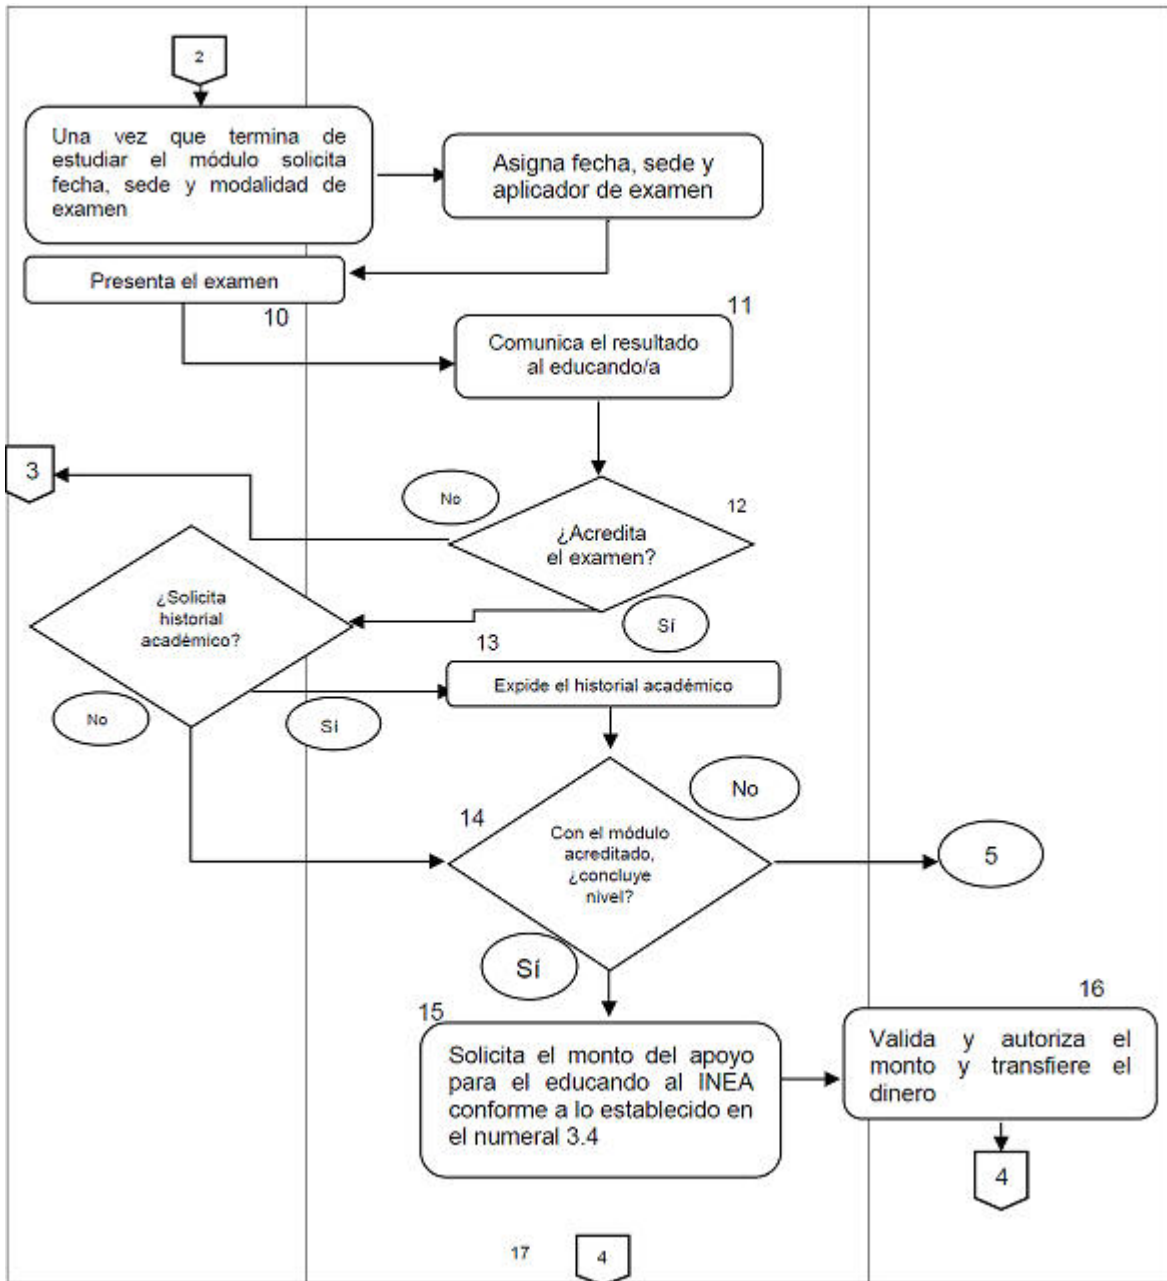 2
Una vez que termina de
estudiar el módulo solicita
fecha, sede y modalidad de
examen
Asigna fecha, sede y
aplicador de examen
Presenta el examen
10
11
Comunica el resultado
al educando/a
3
No
12
¿Acredita
el examen?
¿Solicita
historial
académico?
Sí
13
Expide el historial académico
No
Sí
No
14
Con el módulo
acreditado,
¿concluye
nivel?
5
Sí
15
Solicita el monto del apoyo
para el educando al INEA
conforme a lo establecido en
el numeral 3.4
16
Valida y autoriza el
monto y transfiere el
dinero
4
17
4